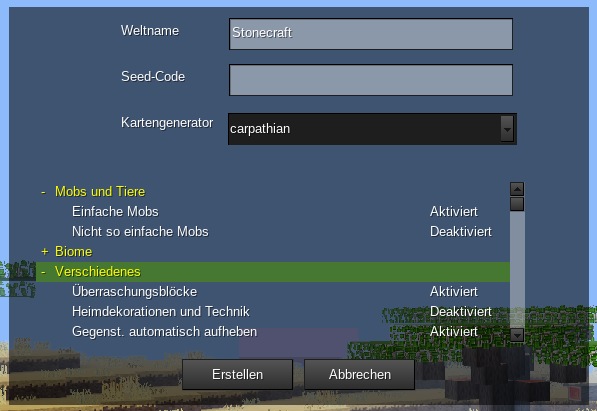 Weltname Stonecraft
Seed-Code
Kartengenerator carpathian
- Mobs und Tiere
Einfache Mobs Aktiviert
Nicht so einfache Mobs Deaktiviert
+ Biome
- Verschiedenes
Überraschungsblöcke Aktiviert
Heimdekorationen und Technik Deaktiviert
Gegenst. automatisch aufheben Aktiviert
Erstellen Abbrechen